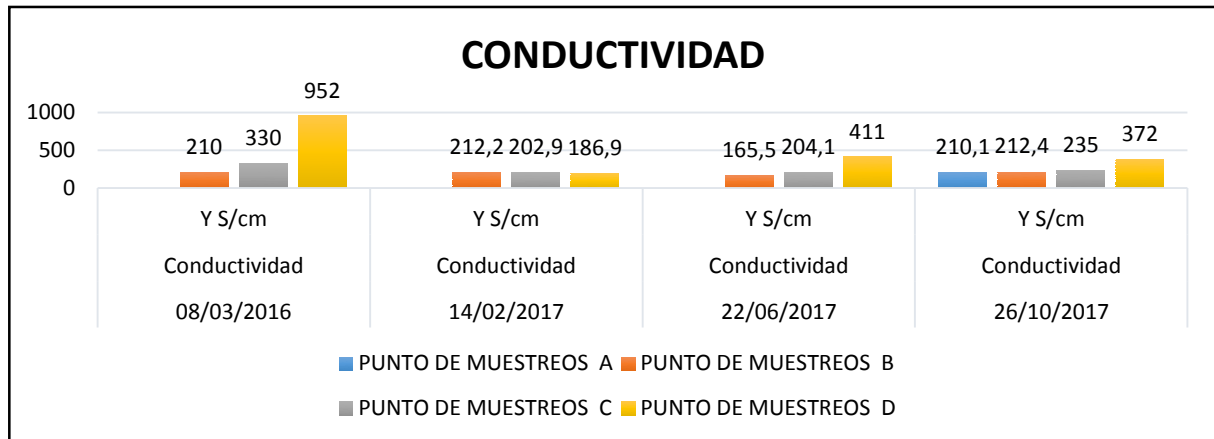 CONDUCTIVIDAD
952
1000
210 330
212,2 202,9 186,9
165,5 204,1 411
210,1 212,4 235 372
500
0
Y S/cm Y S/cm Y S/cm Y S/cm
Conductividad Conductividad Conductividad Conductividad
08/03/2016 14/02/2017 22/06/2017 26/10/2017
PUNTO DE MUESTREOS A PUNTO DE MUESTREOS B
PUNTO DE MUESTREOS C PUNTO DE MUESTREOS D